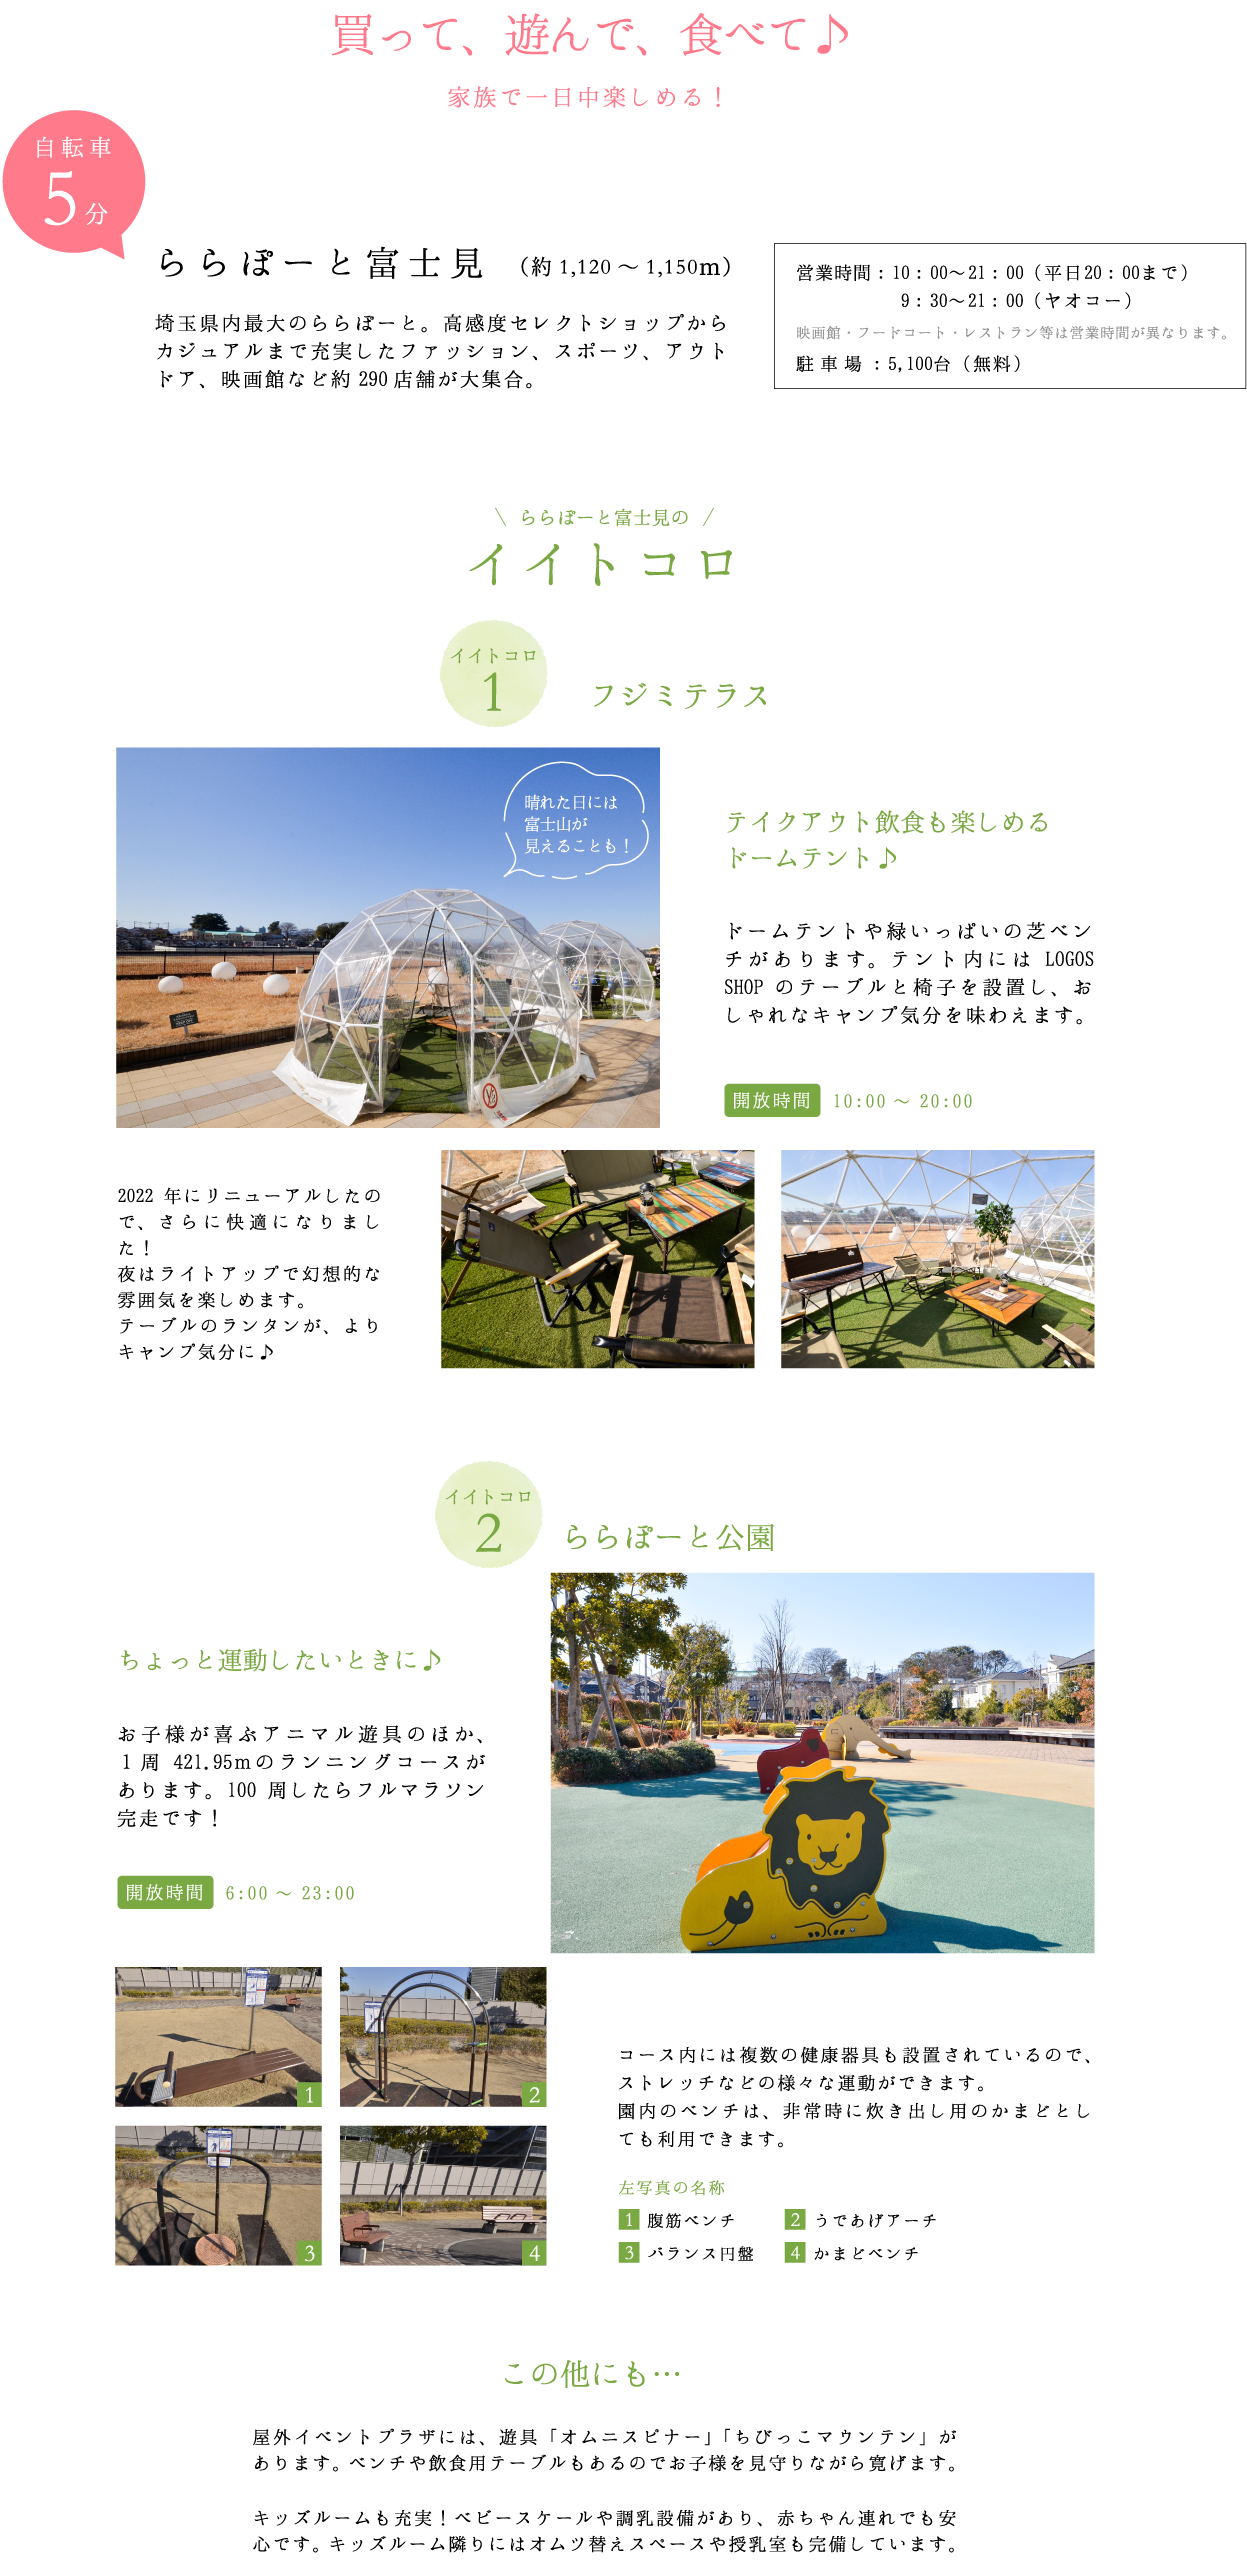 買って、遊んで、食べて♪
家族で一日中楽しめる！
自転車
5分
ららぽーと富士見 （約1,120～1,150m）
埼玉県内最大のららぽーと。高感度セレクトショップから
カジュアルまで充実したファッション、スポーツ、アウト
ドア、映画館など約290店舗が大集合。
営業時間：10：00～21：00（平日20：00まで）
9：30～21：00（ヤオコー）
映画館・フードコート・レストラン等は営業時間が異なります。
駐車場：5,100台（無料）
\ ららぽーと富士見の /
イイトコロ
イイトコロ
1
フジミテラス
晴れた日には
富士山が
見えることも！
テイクアウト飲食も楽しめる
ドームテント♪
ドームテントや緑いっぱいの芝ベン
チがあります。テント内には LOGOS
SHOP のテーブルと椅子を設置し、お
しゃれなキャンプ気分を味わえます。
開放時間 10:00 ～ 20:00
2022 年にリニューアルしたの
で、さらに快適になりまし
た！
夜はライトアップで幻想的な
雰囲気を楽しめます。
テーブルのランタンが、より
キャンプ気分に♪
イイトコロ
2
ららぽーと公園
ちょっと運動したいときに♪
お子様が喜ぶアニマル遊具のほか、
1周 421.95mのランニングコースが
あります。100 周したらフルマラソン
完走です！
開放時間 6:00 ～ 23:00
1
2
3
4
コース内には複数の健康器具も設置されているので、
ストレッチなどの様々な運動ができます。
園内のベンチは、非常時に炊き出し用のかまどとし
ても利用できます。
左写真の名称
1 腹筋ベンチ 2 うであげアーチ
3 バランス円盤 4 かまどベンチ
この他にも…
屋外イベントプラザには、遊具「オムニスピナー」「ちびっこマウンテン」が
あります。ベンチや飲食用テーブルもあるのでお子様を見守りながら寛げます。
キッズルームも充実！ベビースケールや調乳設備があり、赤ちゃん連れでも安
心です。キッズルーム隣りにはオムツ替えスペースや授乳室も完備しています。